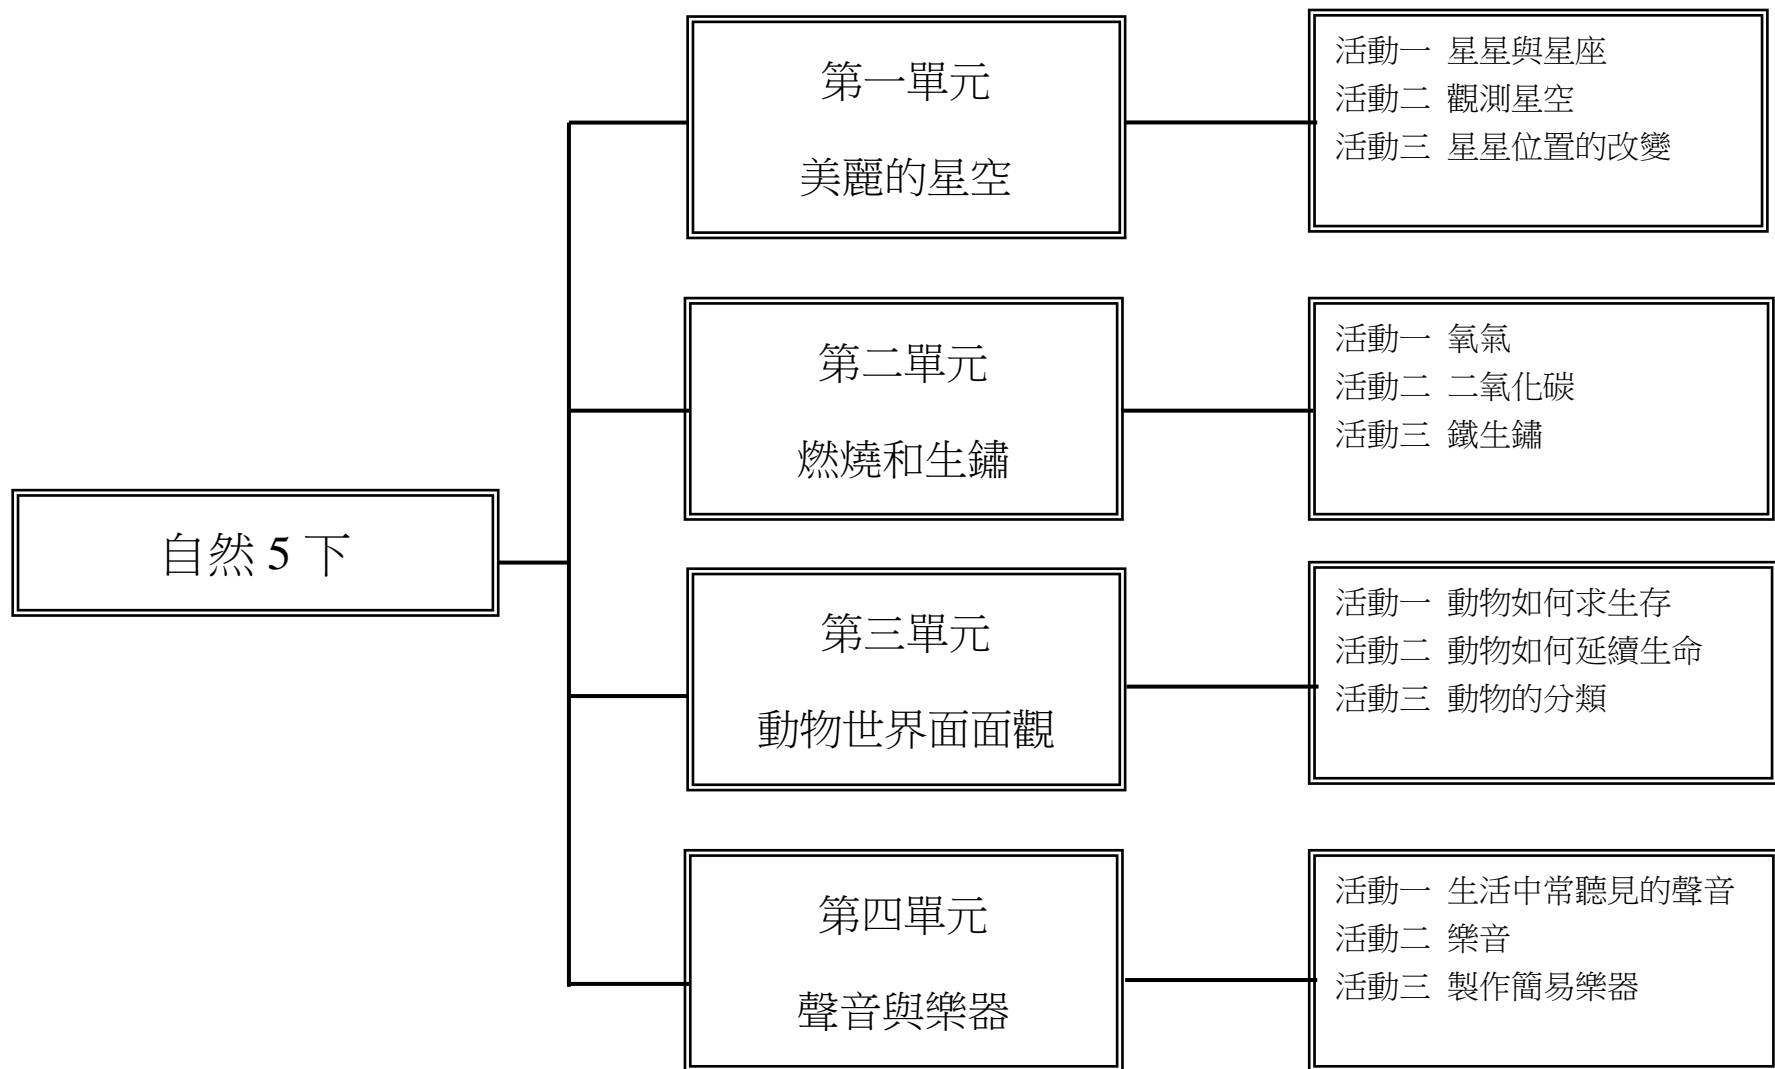 自然 5 下
第一單元
美麗的星空
活動一 星星與星座
活動二 觀測星空
活動三 星星位置的改變
第二單元
燃燒和生鏽
活動一 氧氣
活動二 二氧化碳
活動三 鐵生鏽
第三單元
動物世界面面觀
活動一 動物如何求生存
活動二 動物如何延續生命
活動三 動物的分類
第四單元
聲音與樂器
活動一 生活中常聽見的聲音
活動二 樂音
活動三 製作簡易樂器